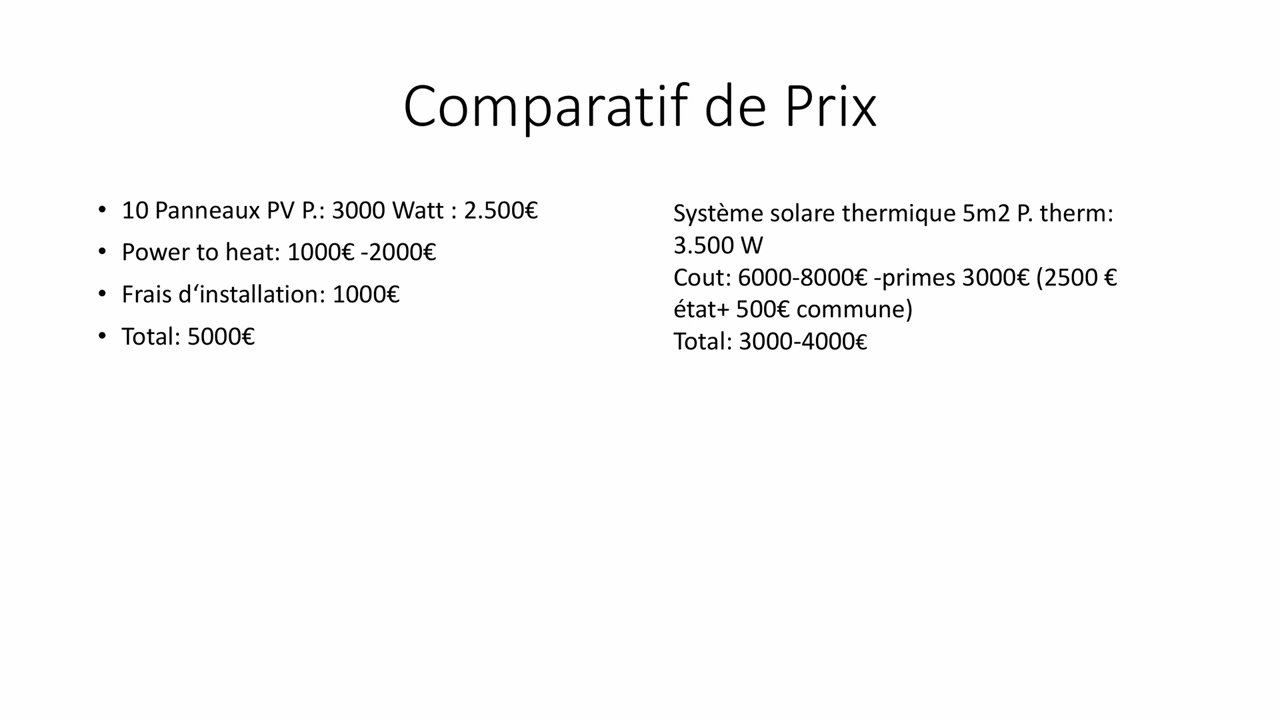 Comparatif de Prix
• 10 Panneaux PV P.: 3000 Watt : 2.500€
• Power to heat: 1000€ -2000€
• Frais d‘installation: 1000€
• Total: 5000€
Système solare thermique 5m2 P. therm:
3.500 W
Cout: 6000-8000€ -primes 3000€ (2500 €
état+ 500€ commune)
Total: 3000-4000€